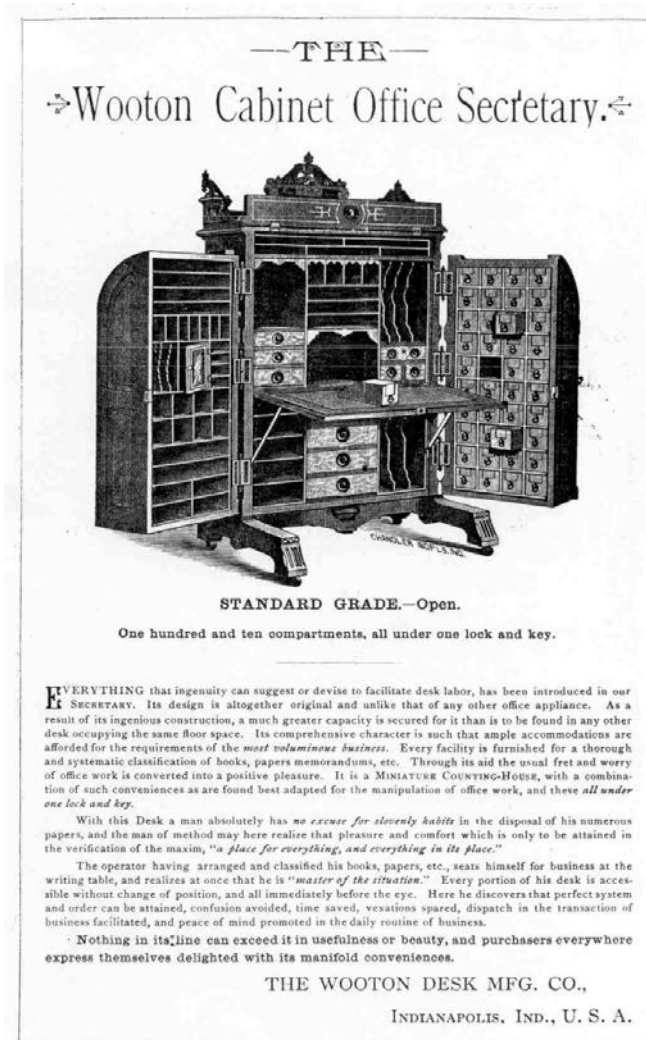 —THE—
Wooton Cabinet Office Secretary.
CHANDLER INDPLS. IND.
STANDARD GRADE.—Open.
One hundred and ten compartments, all under one lock and key.
EVERYTHING that ingenuity can suggest or devise to facilitate desk labor, has been introduced in our
SECRETARY. Its design is altogether original and unlike that of any other office appliance. As a
result of its ingenious construction, a much greater capacity is secured for it than is to be found in any other
desk occupying the same floor space. Its comprehensive character is such that ample accommodations are
afforded for the requirements of the most voluminous business. Every facility is furnished for a thorough
and systematic classification of books, papers memorandums, etc. Through its aid the usual fret and worry
of office work is converted into a positive pleasure. It is a MINIATURE COUNTING-HOUSE, with a combina-
tion of such conveniences as are found best adapted for the manipulation of office work, and these all under
one lock and key.
With this Desk a man absolutely has no excuse for slovenly habits in the disposal of his numerous
papers, and the man of method may here realize that pleasure and comfort which is only to be attained in
the verification of the maxim, "a place for everything, and everything in its place."
The operator having arranged and classified his books, papers, etc., seats himself for business at the
writing table, and realizes at once that he is "master of the situation." Every portion of his desk is acces-
sible without change of position, and all immediately before the eye. Here he discovers that perfect system
and order can be attained, confusion avoided, time saved, vexations spared, dispatch in the transaction of
business facilitated, and peace of mind promoted in the daily routine of business.
Nothing in its line can exceed it in usefulness or beauty, and purchasers everywhere
express themselves delighted with its manifold conveniences.
THE WOOTON DESK MFG. CO.,
INDIANAPOLIS, IND., U. S. A.